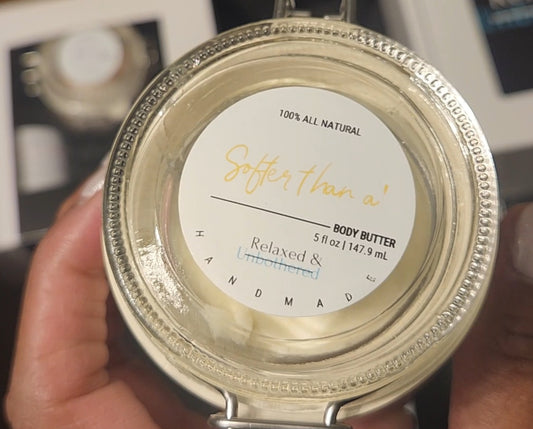 100% ALL NATURAL
Softer than a'
BODY BUTTER
5 fl oz | 147.9 mL
Relaxed &
Unbothered
HANDMADE